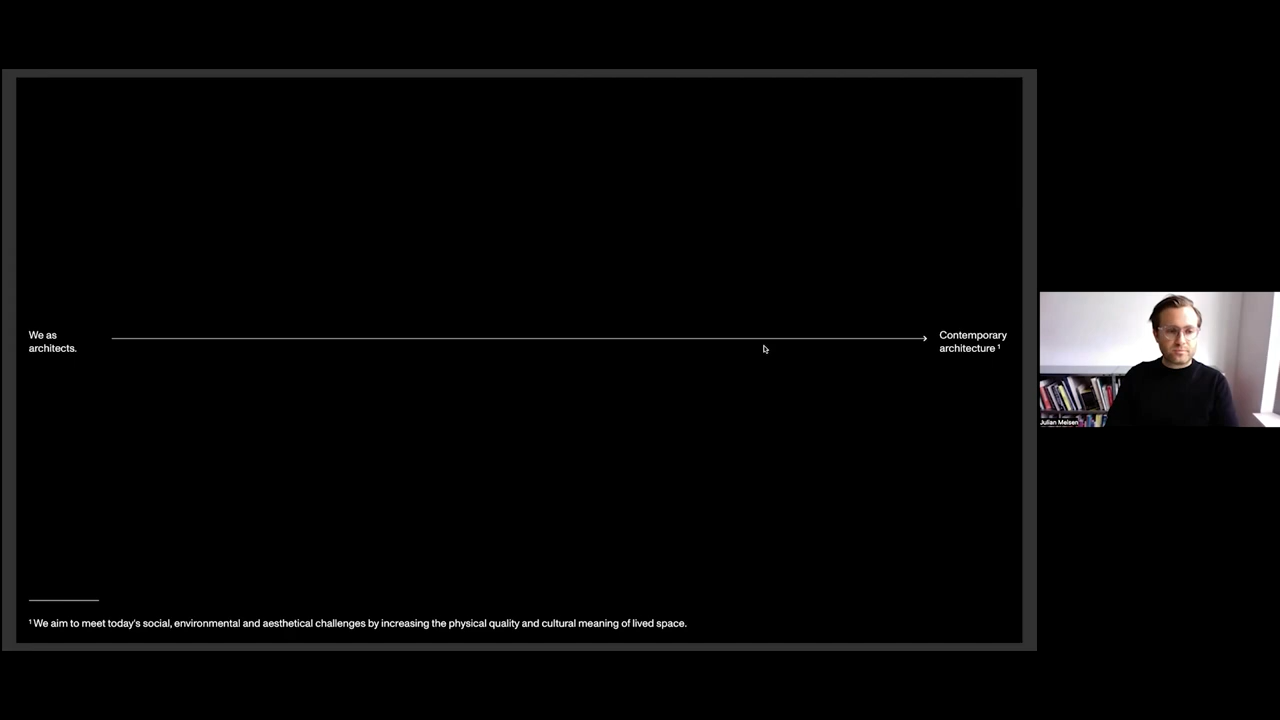 We as
architects.
Contemporary
architecture ¹
¹ We aim to meet today's social, environmental and aesthetical challenges by increasing the physical quality and cultural meaning of lived space.
Julian Meisen